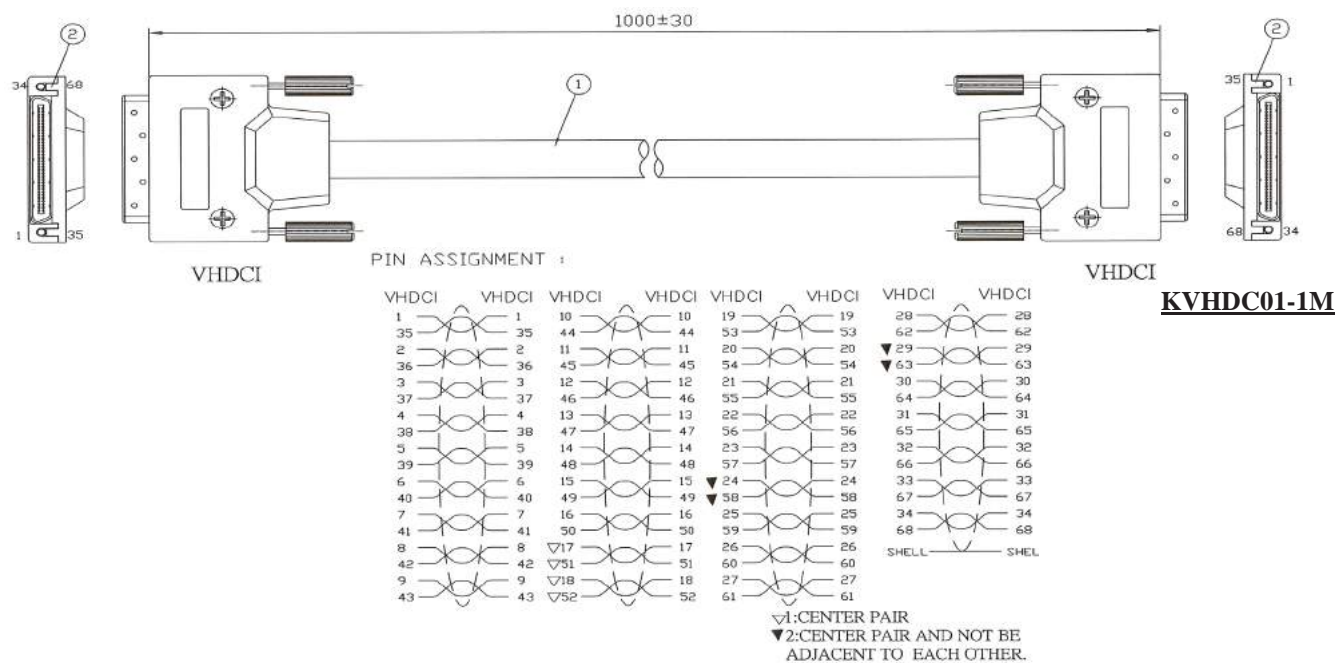 1000±30
2
2
1
34 68
1 35
35 1
68 34
VHDCI
VHDCI
KVHDC01-1M
PIN ASSIGNMENT :
VHDCI VHDCI VHDCI VHDCI VHDCI VHDCI VHDCI VHDCI
1 1 10 10 19 19 28 28
35 35 44 44 53 53 62 62
2 2 11 11 20 20 ▼ 29 29
36 36 45 45 54 54 ▼ 63 63
3 3 12 12 21 21 30 30
37 37 46 46 55 55 64 64
4 4 13 13 22 22 31 31
38 38 47 47 56 56 65 65
5 5 14 14 23 23 32 32
39 39 48 48 57 57 66 66
6 6 15 15 ▼ 24 24 33 33
40 40 49 49 ▼ 58 58 67 67
7 7 16 16 25 25 34 34
41 41 50 50 59 59 68 68
8 8 ▽17 17 26 26 SHELL SHEL
42 42 ▽51 51 60 60
9 9 ▽18 18 27 27
43 43 ▽52 52 61 61
▽1:CENTER PAIR
▼2:CENTER PAIR AND NOT BE
ADJACENT TO EACH OTHER.